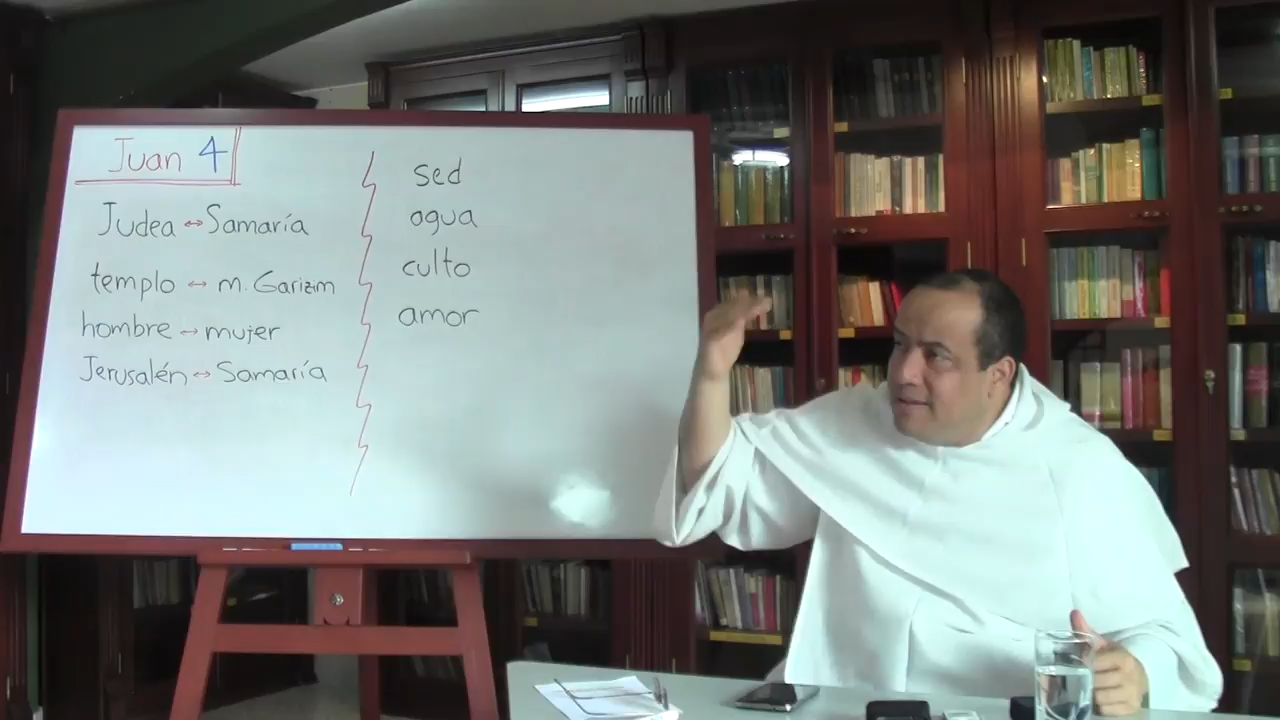 Juan 4
Judea ↔ Samaría
templo ↔ m. Garizim
hombre ↔ mujer
Jerusalén ↔ Samaría
sed
agua
culto
amor